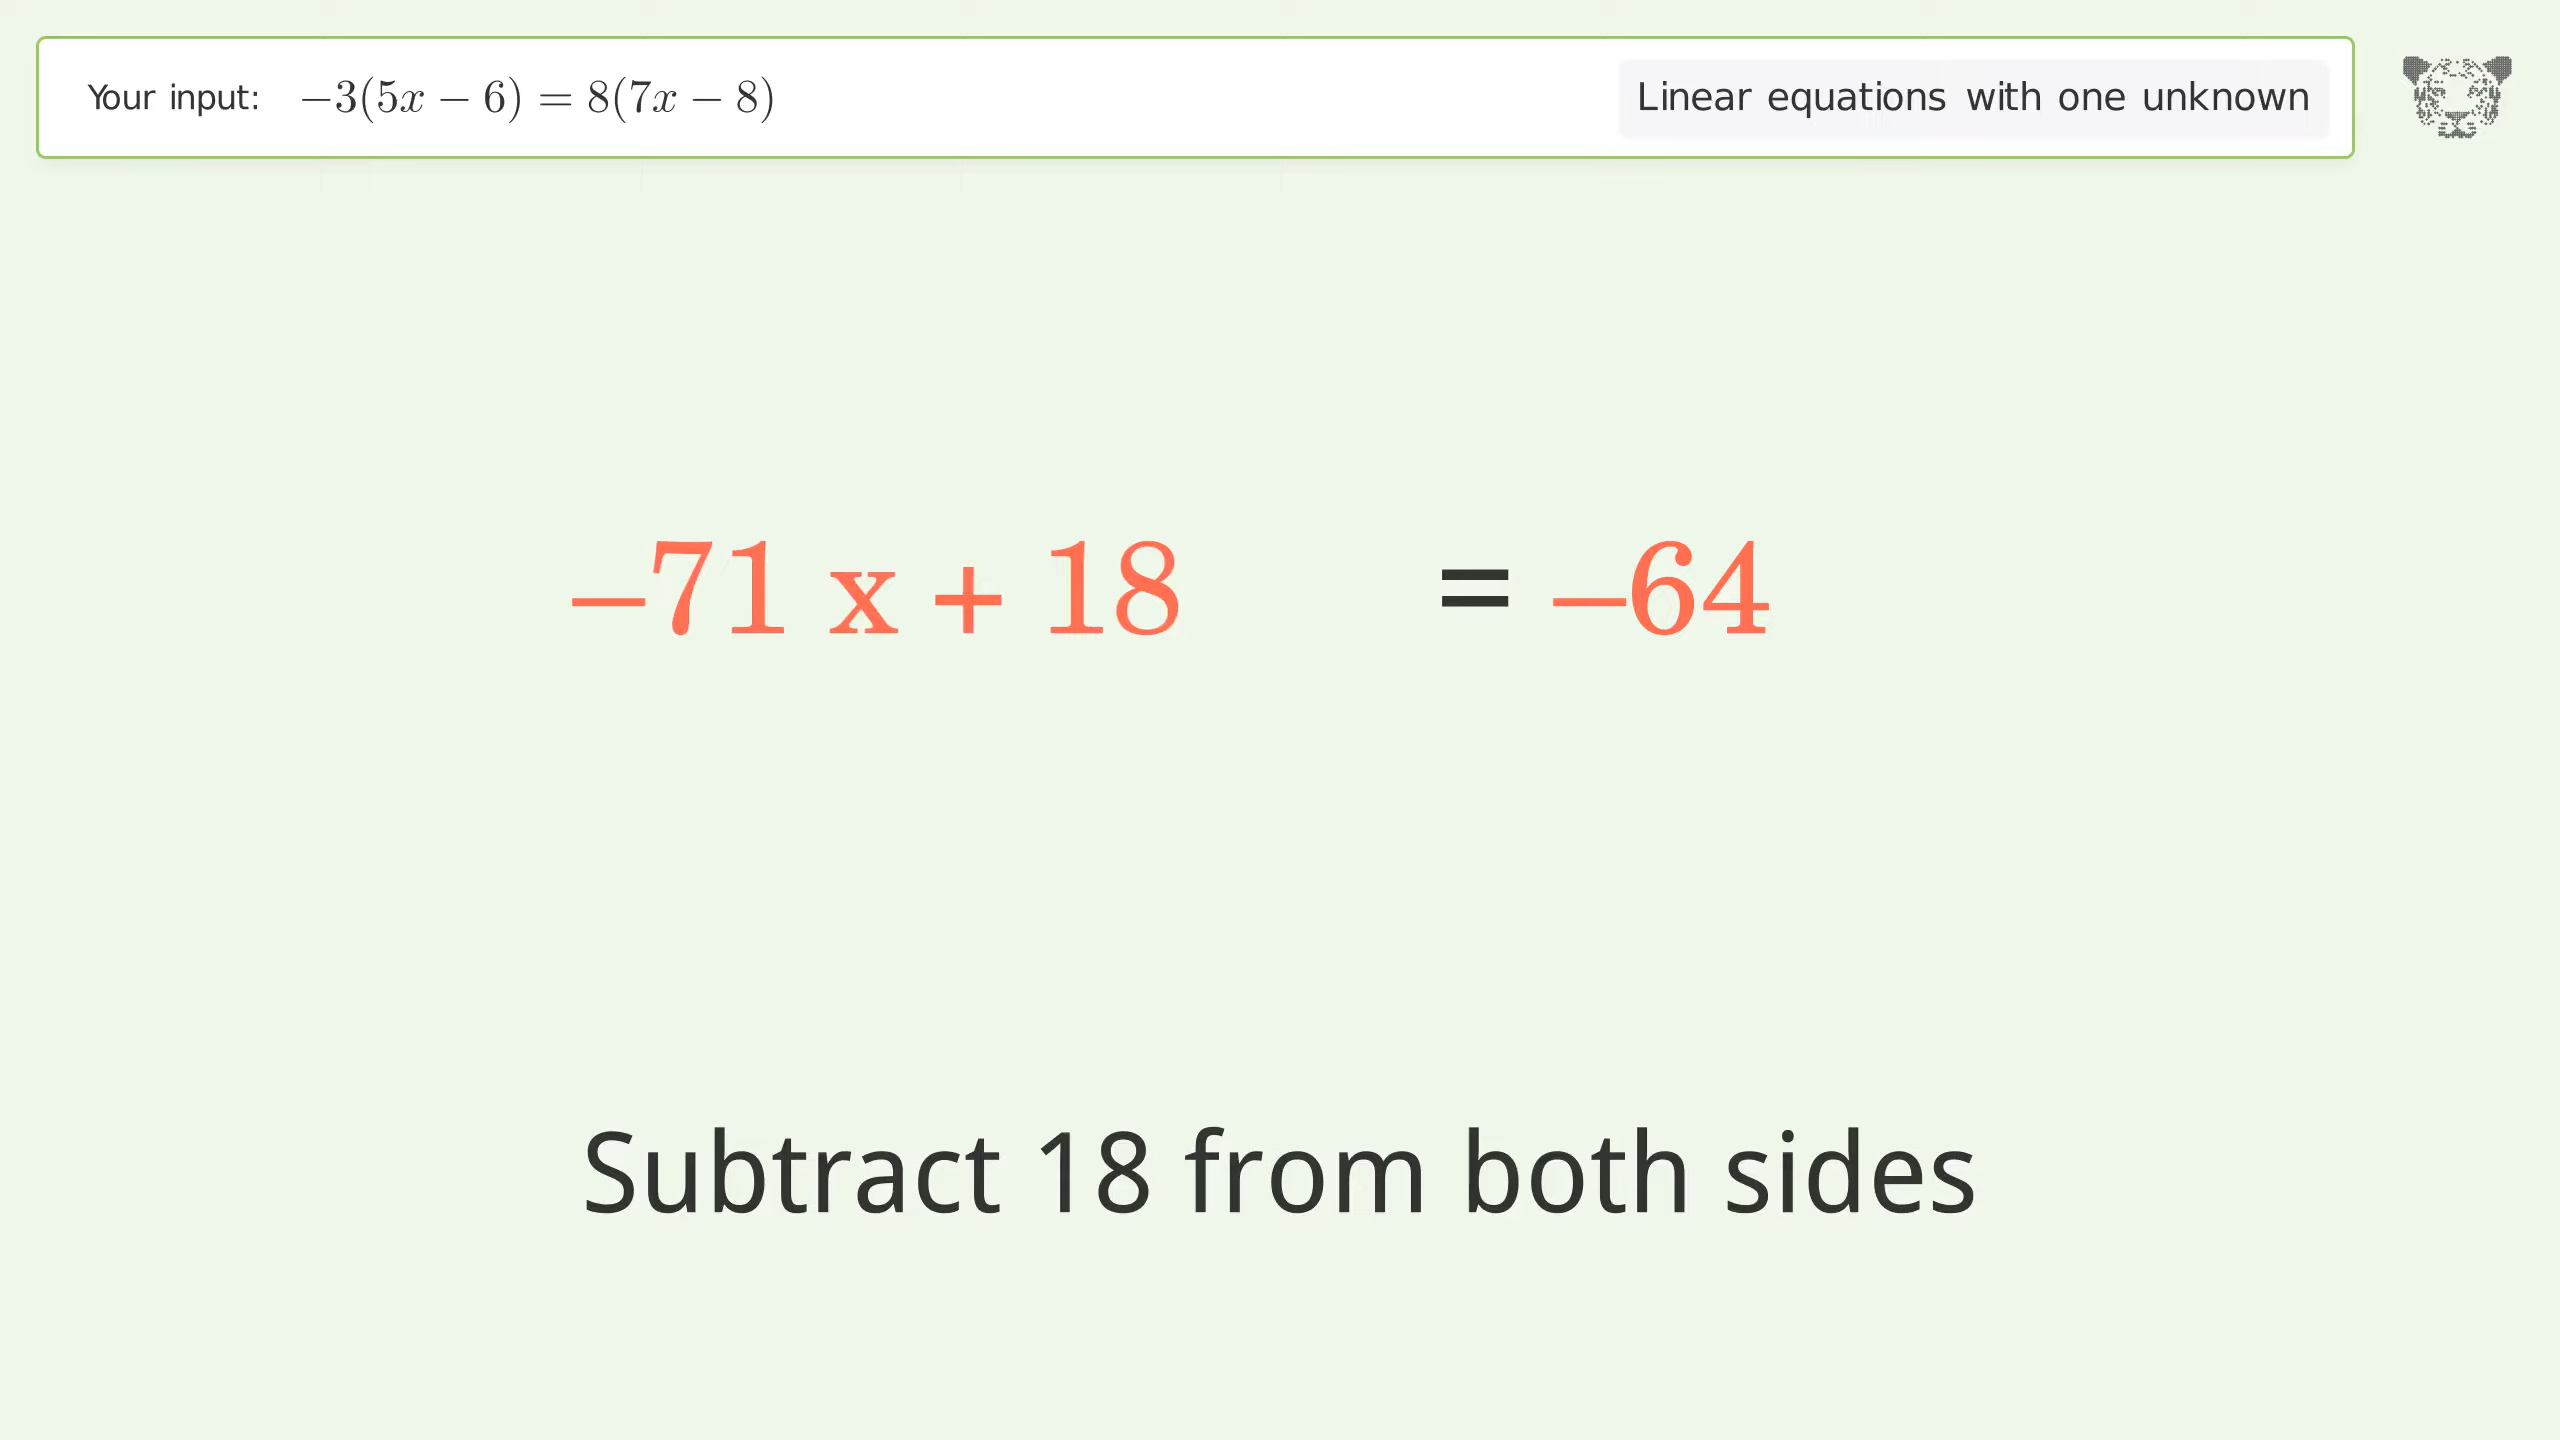 Your input: −3(5x − 6) = 8(7x − 8)
Linear equations with one unknown
−71 x + 18 = −64
Subtract 18 from both sides